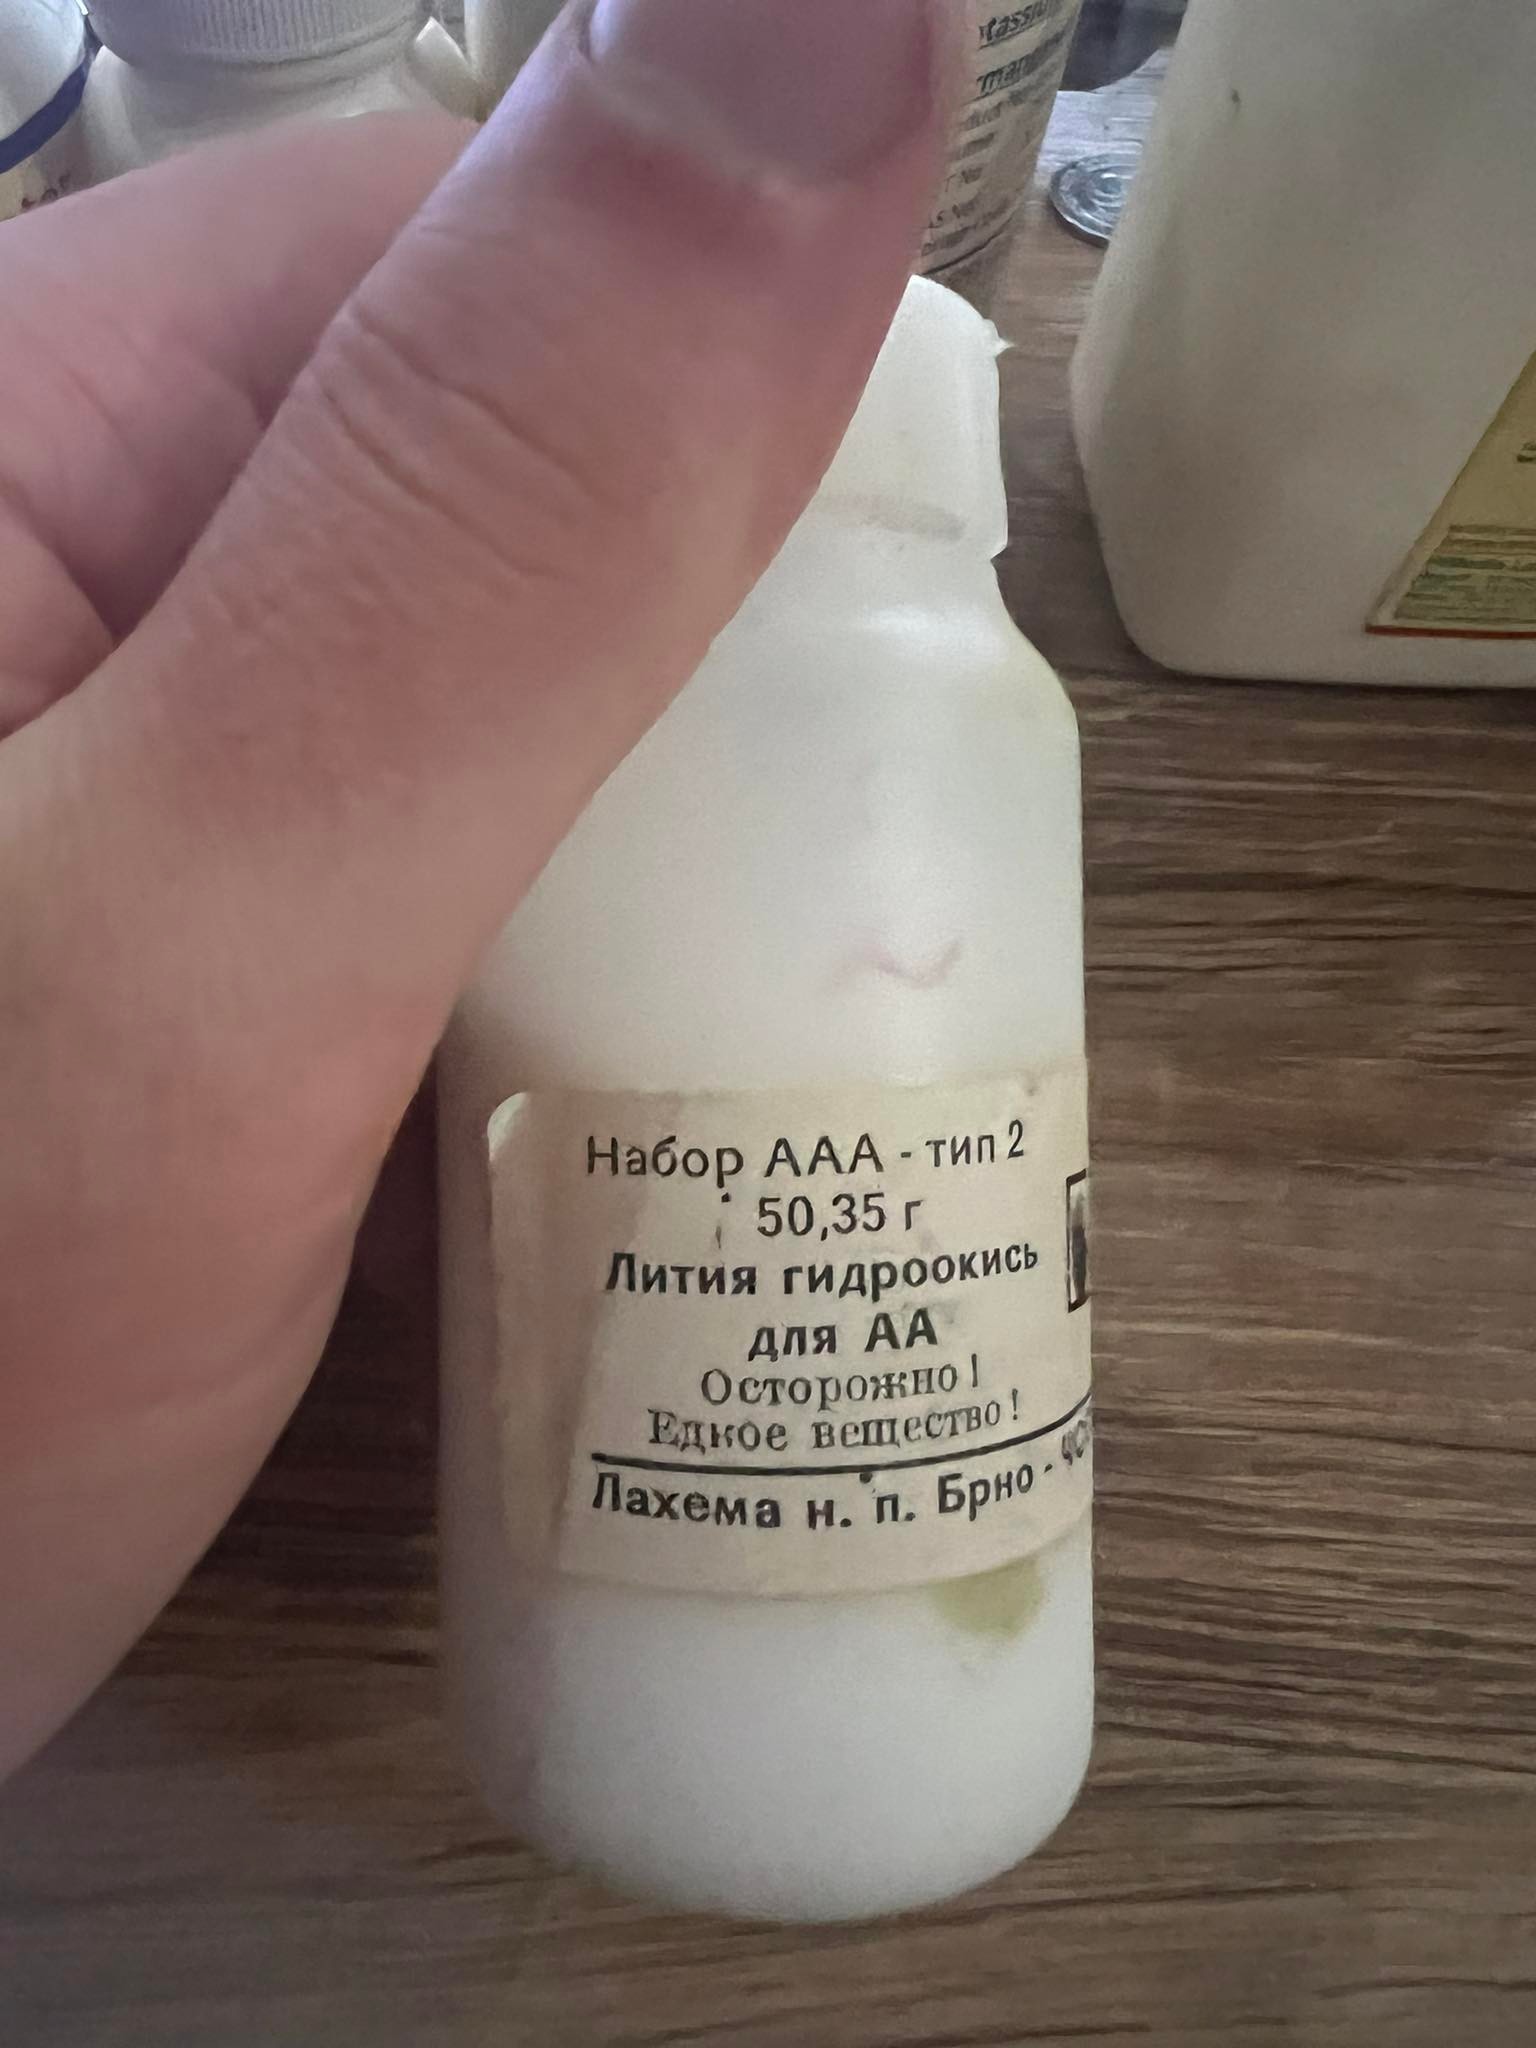 Набор ААА - тип 2
50,35 г
Лития гидроокись
для АА
Осторожно!
Едкое вещество!
Лахема н. п. Брно -